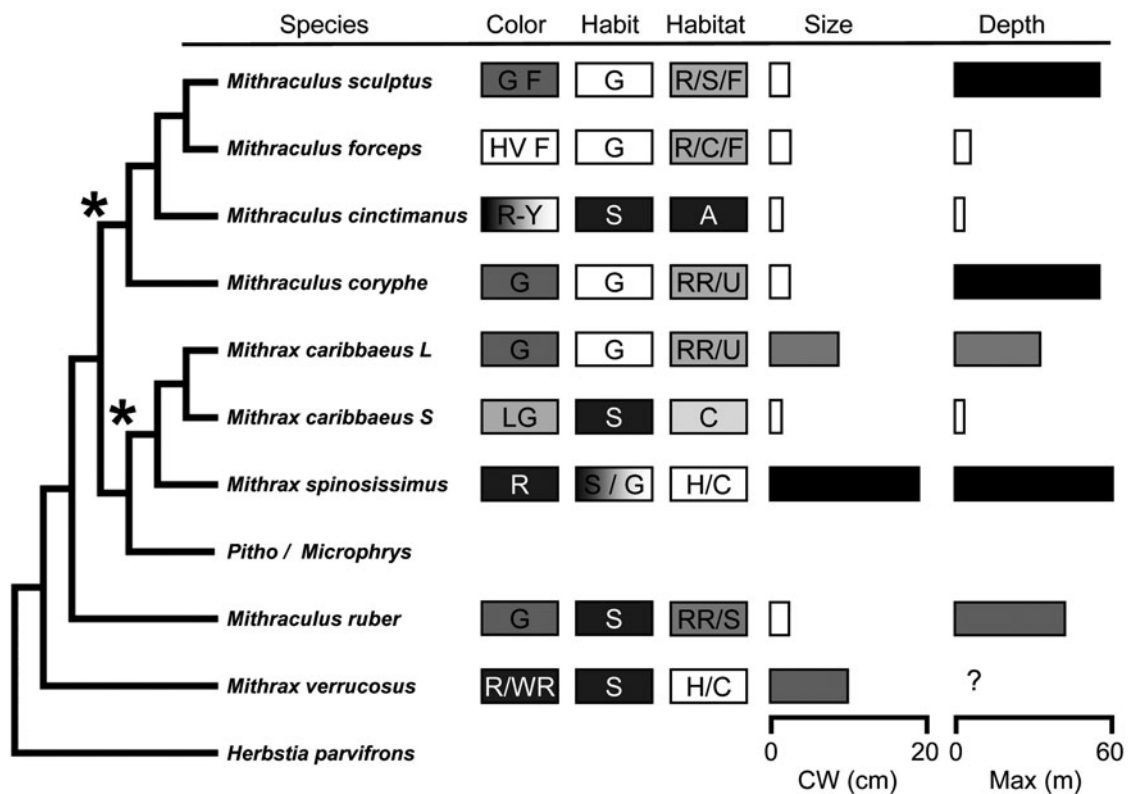 Species Color Habit Habitat Size Depth
Mithraculus sculptus G F G R/S/F
Mithraculus forceps HV F G R/C/F
*
Mithraculus cinctimanus R-Y S A
Mithraculus coryphe G G RR/U
Mithrax caribbaeus L G G RR/U
*
Mithrax caribbaeus S LG S C
Mithrax spinosissimus R S / G H/C
Pitho / Microphrys
Mithraculus ruber G S RR/S
Mithrax verrucosus R/WR S H/C ?
Herbstia parvifrons
0 20 0 60
CW (cm) Max (m)